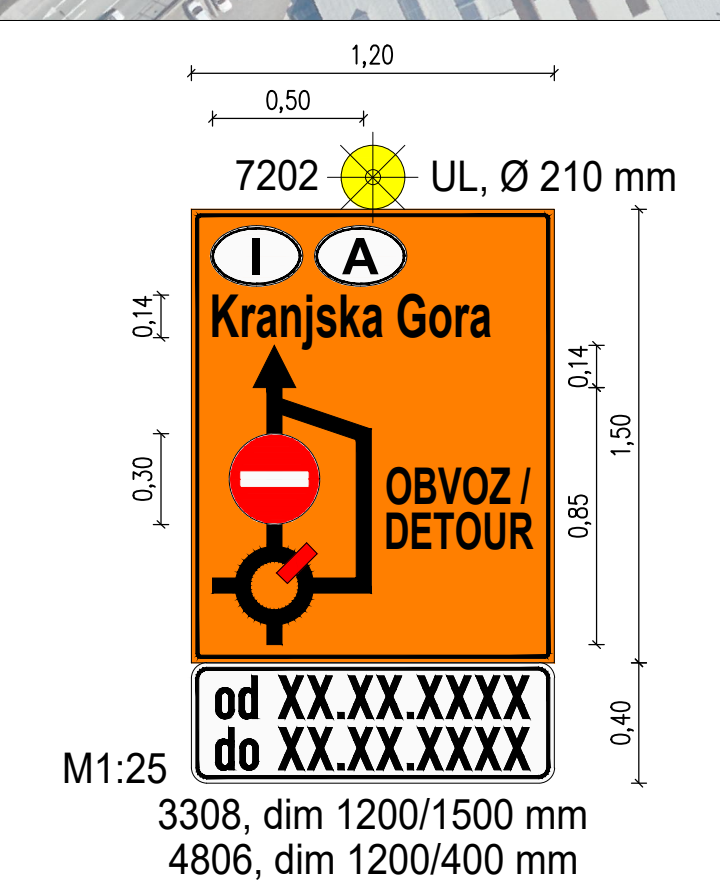 1,20
0,50
7202 UL, Ø 210 mm
I A
0,14
Kranjska Gora
0,14
1,50
0,30
OBVOZ /
DETOUR
0,85
od XX.XX.XXXX
do XX.XX.XXXX
0,40
M1:25
3308, dim 1200/1500 mm
4806, dim 1200/400 mm